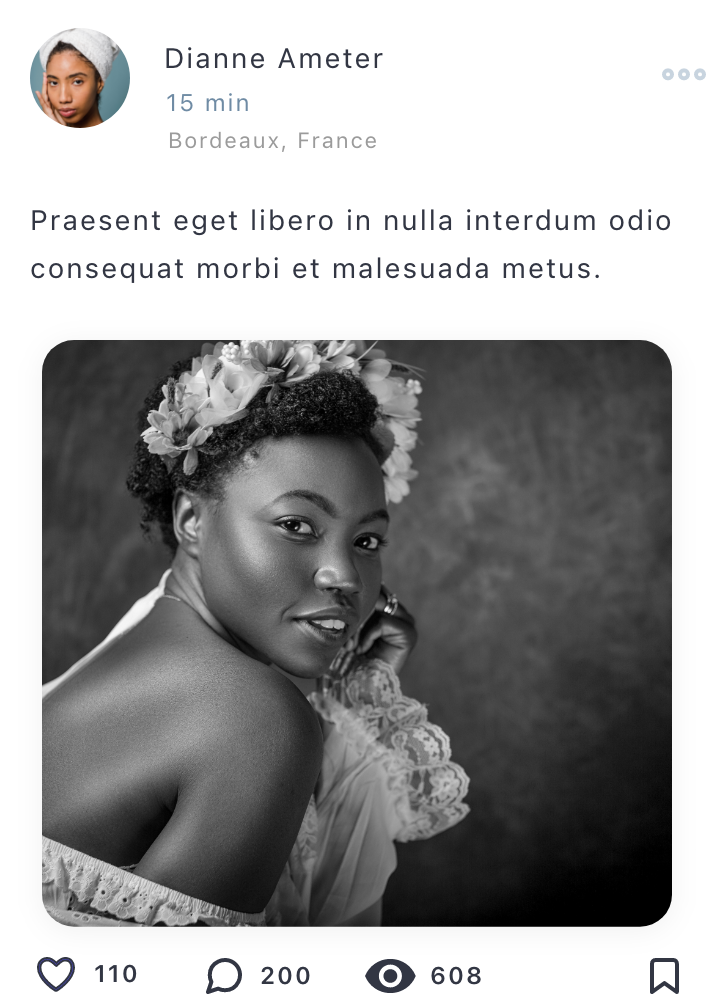 Dianne Ameter
15 min
Bordeaux, France
Praesent eget libero in nulla interdum odio
consequat morbi et malesuada metus.
110 200 608